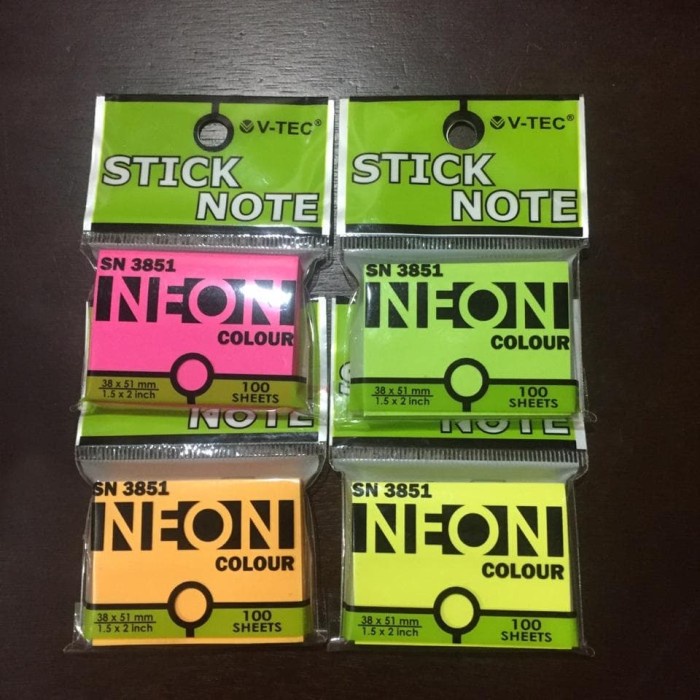 V-TEC®
STICK
NOTE
V-TEC®
STICK
NOTE
SN 3851
NEON
COLOUR
38 x 51 mm
1.5 x 2 inch
100
SHEETS
SN 3851
NEON
COLOUR
38 x 51 mm
1.5 x 2 inch
100
SHEETS
NOTE
NOTE
SN 3851
NEON
COLOUR
38 x 51 mm
1.5 x 2 inch
100
SHEETS
SN 3851
NEON
COLOUR
38 x 51 mm
1.5 x 2 inch
100
SHEETS